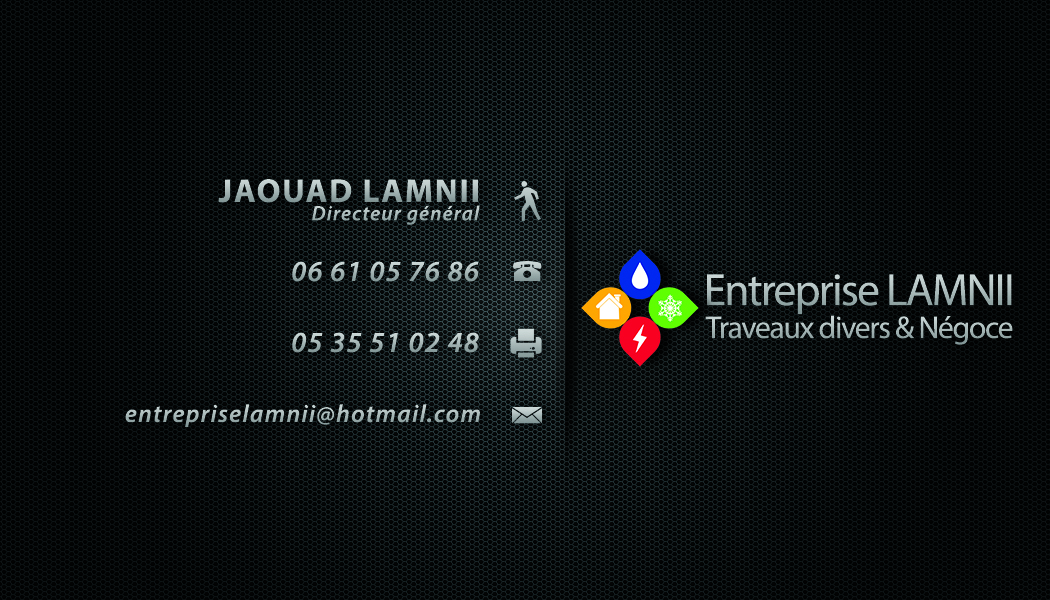 JAOUAD LAMNII
Directeur général
06 61 05 76 86
05 35 51 02 48
entrepriselamnii@hotmail.com
Entreprise LAMNII
Traveaux divers & Négoce